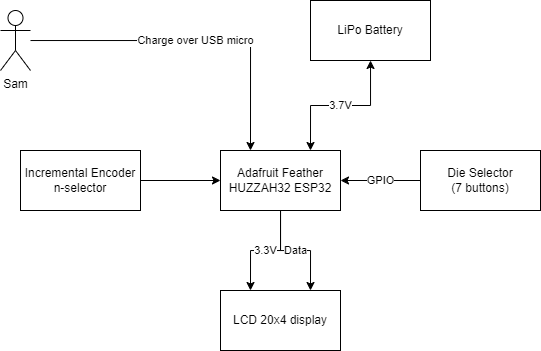 LiPo Battery
Charge over USB micro
Sam
3.7V
Incremental Encoder
n-selector
Adafruit Feather
HUZZAH32 ESP32
GPIO
Die Selector
(7 buttons)
3.3V
Data
LCD 20x4 display